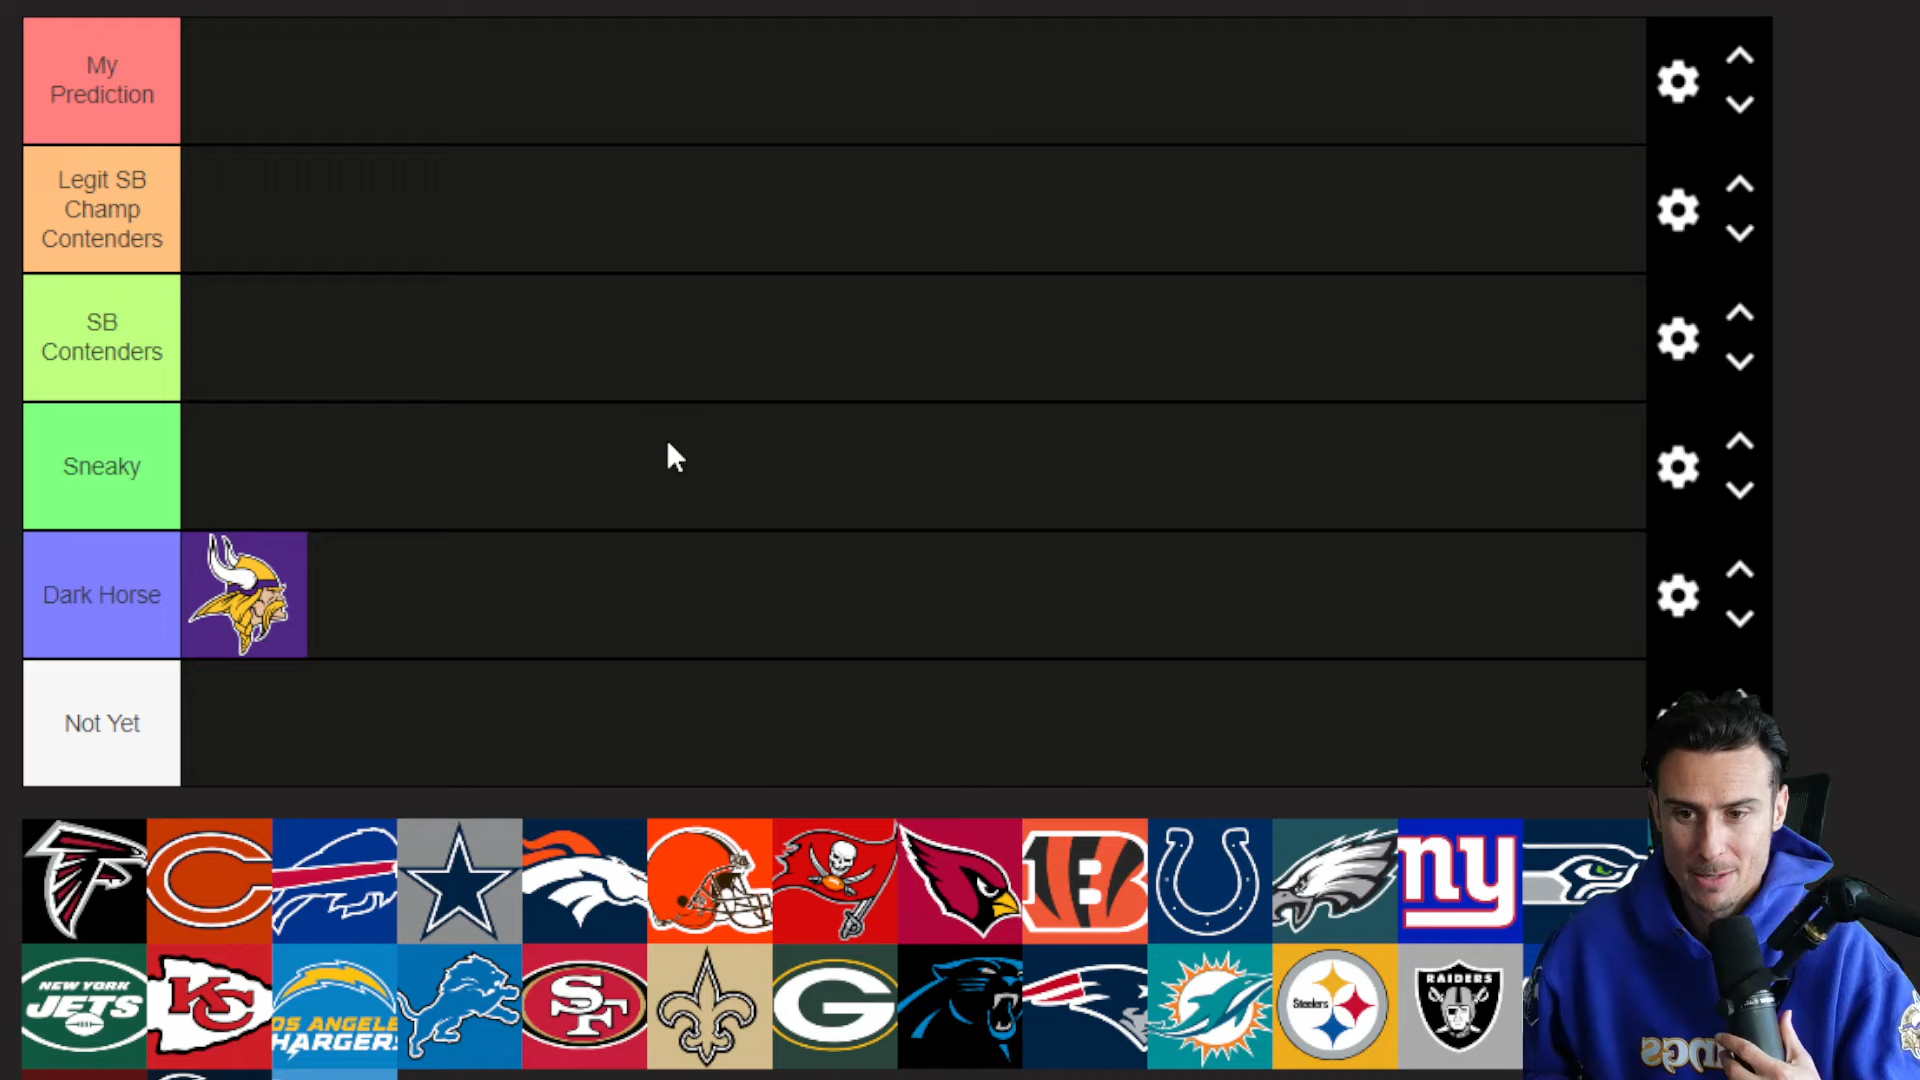 My
Prediction
Legit SB
Champ
Contenders
SB
Contenders
Sneaky
Dark Horse
Not Yet
C
B
ny
NEW YORK
JETS
KC
OS ANGELE
HARGERS
SF
G
Steelers
RAIDERS